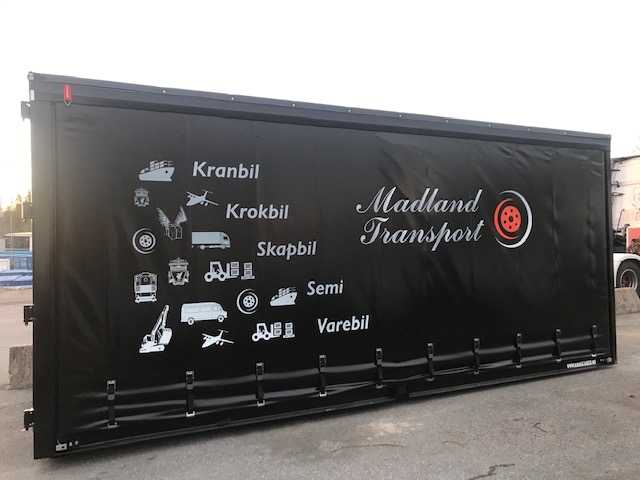 Kranbil
Krokbil
Skapbil
Semi
Varebil
Madland
Transport